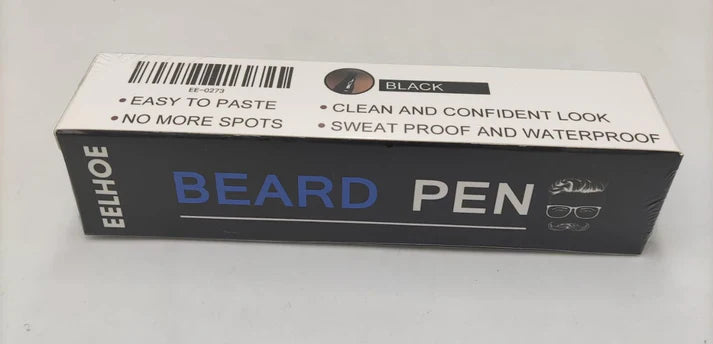 EE-0273
BLACK
• EASY TO PASTE
• NO MORE SPOTS
• CLEAN AND CONFIDENT LOOK
• SWEAT PROOF AND WATERPROOF
EELHOE
BEARD PEN